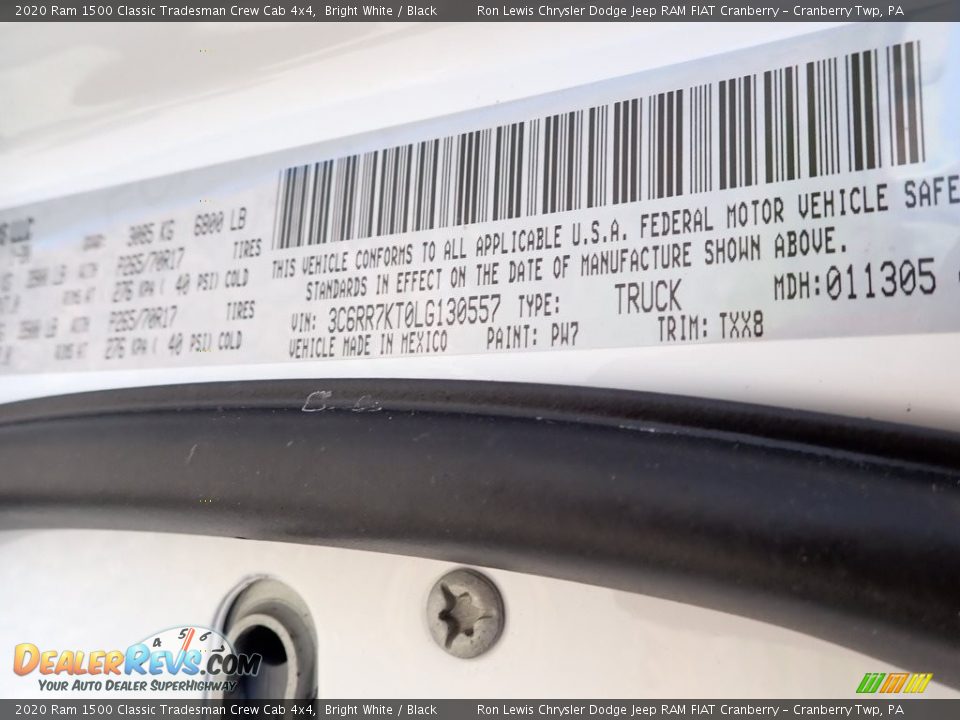 2020 Ram 1500 Classic Tradesman Crew Cab 4x4, Bright White / Black Ron Lewis Chrysler Dodge Jeep RAM FIAT Cranberry – Cranberry Twp, PA
3085 KG 6800 LB
TIRES
P265/70R17
276 KPA ( 40 PSI) COLD
TIRES
P265/70R17
276 KPA ( 40 PSI) COLD
THIS VEHICLE CONFORMS TO ALL APPLICABLE U.S.A. FEDERAL MOTOR VEHICLE SAFE
STANDARDS IN EFFECT ON THE DATE OF MANUFACTURE SHOWN ABOVE.
VIN: 3C6RR7KT0LG130557 TYPE: TRUCK MDH:011305
VEHICLE MADE IN MEXICO PAINT: PW7 TRIM: TXX8
4 5 6
DealerRevs.com
Your Auto Dealer SuperHighway
2020 Ram 1500 Classic Tradesman Crew Cab 4x4, Bright White / Black Ron Lewis Chrysler Dodge Jeep RAM FIAT Cranberry – Cranberry Twp, PA